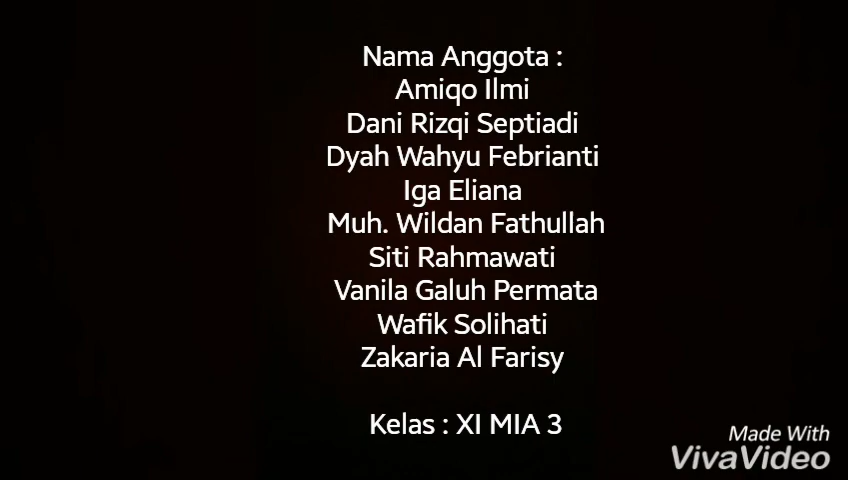 Nama Anggota :
Amiqo Ilmi
Dani Rizqi Septiadi
Dyah Wahyu Febrianti
Iga Eliana
Muh. Wildan Fathullah
Siti Rahmawati
Vanila Galuh Permata
Wafik Solihati
Zakaria Al Farisy
Kelas : XI MIA 3
Made With
VivaVideo